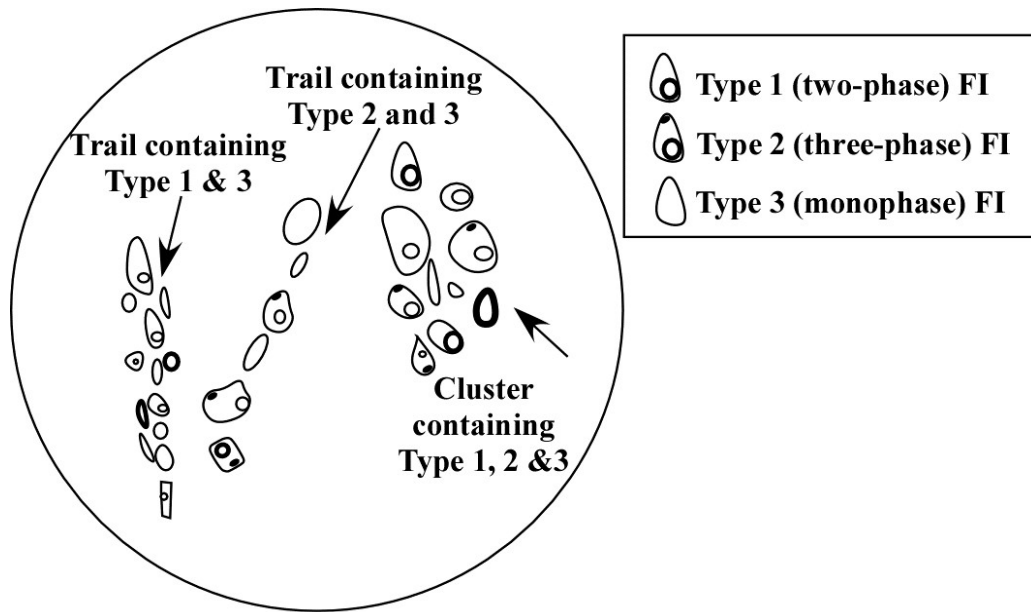 Trail containing
Type 2 and 3
Trail containing
Type 1 & 3
Cluster
containing
Type 1, 2 &3
Type 1 (two-phase) FI
Type 2 (three-phase) FI
Type 3 (monophase) FI